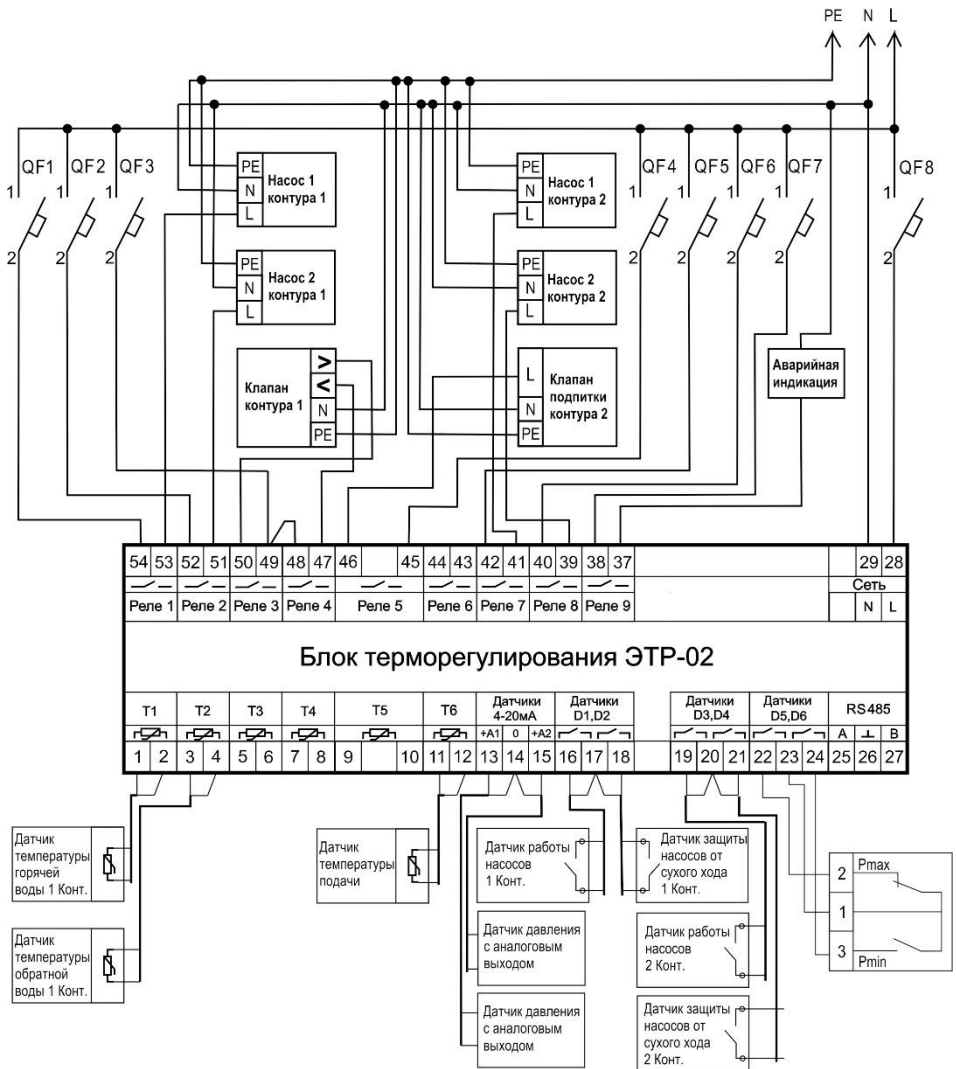 PE N L
QF1 QF2 QF3 QF4 QF5 QF6 QF7 QF8
1 1 1 1 1 1 1 1
2 2 2 2 2 2 2 2
PE
N
L
Насос 1
контура 1
PE
N
L
Насос 1
контура 2
PE
N
L
Насос 2
контура 1
PE
N
L
Насос 2
контура 2
Клапан
контура 1
>
<
N
PE
L
N
PE
Клапан
подпитки
контура 2
Аварийная
индикация
54 53 52 51 50 49 48 47 46 45 44 43 42 41 40 39 38 37 29 28
Сеть
Реле 1 Реле 2 Реле 3 Реле 4 Реле 5 Реле 6 Реле 7 Реле 8 Реле 9 N L
Блок терморегулирования ЭТР-02
T1 T2 T3 T4 T5 T6
Датчики
4-20мА
Датчики
D1,D2
Датчики
D3,D4
Датчики
D5,D6
RS485
+A1 0 +A2 A ⊥ B
1 2 3 4 5 6 7 8 9 10 11 12 13 14 15 16 17 18 19 20 21 22 23 24 25 26 27
Датчик
температуры
горячей
воды 1 Конт.
Датчик
температуры
обратной
воды 1 Конт.
Датчик
температуры
подачи
Датчик работы
насосов
1 Конт.
Датчик давления
с аналоговым
выходом
Датчик давления
с аналоговым
выходом
Датчик защиты
насосов от
сухого хода
1 Конт.
Датчик работы
насосов
2 Конт.
Датчик защиты
насосов от
сухого хода
2 Конт.
2 Pmax
1
3 Pmin